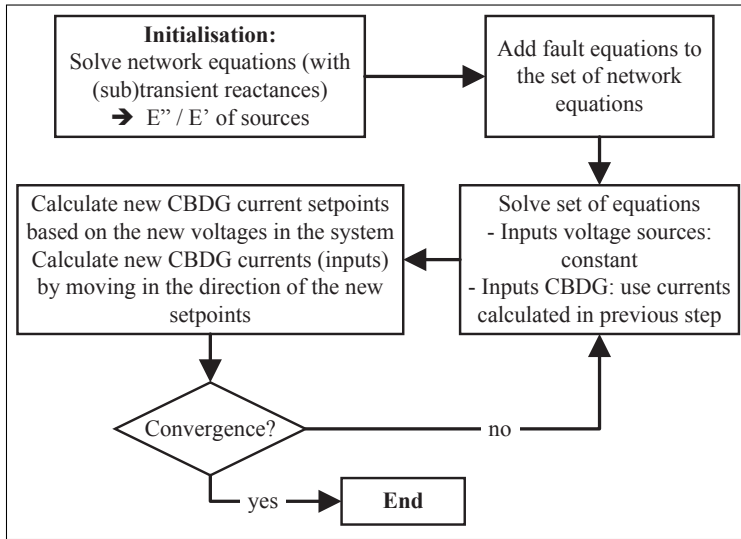 Initialisation:
Solve network equations (with
(sub)transient reactances)
➔ E” / E’ of sources
Add fault equations to
the set of network
equations
Solve set of equations
- Inputs voltage sources:
constant
- Inputs CBDG: use currents
calculated in previous step
Calculate new CBDG current setpoints
based on the new voltages in the system
Calculate new CBDG currents (inputs)
by moving in the direction of the new
setpoints
Convergence?
no
yes
End